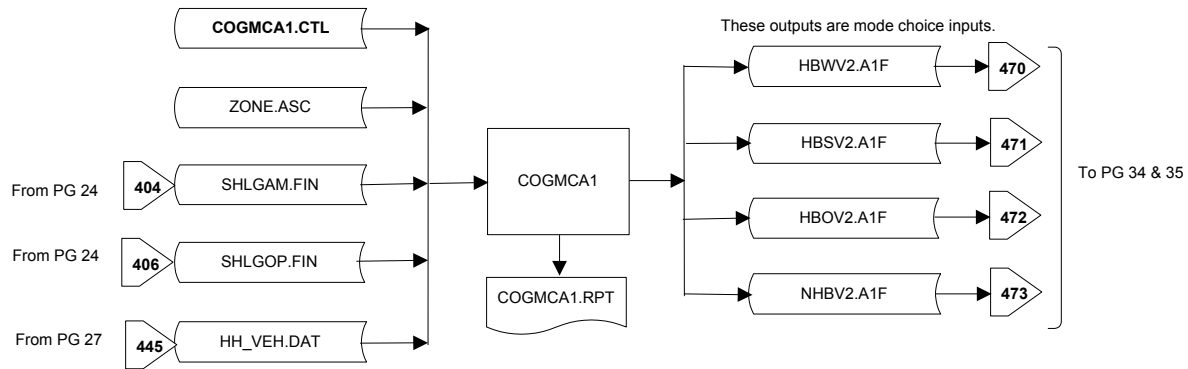 COGMCA1.CTL
ZONE.ASC
From PG 24
404
SHLGAM.FIN
From PG 24
406
SHLGOP.FIN
From PG 27
445
HH_VEH.DAT
COGMCA1
COGMCA1.RPT
These outputs are mode choice inputs.
HBWV2.A1F
470
HBSV2.A1F
471
HBOV2.A1F
472
NHBV2.A1F
473
To PG 34 & 35